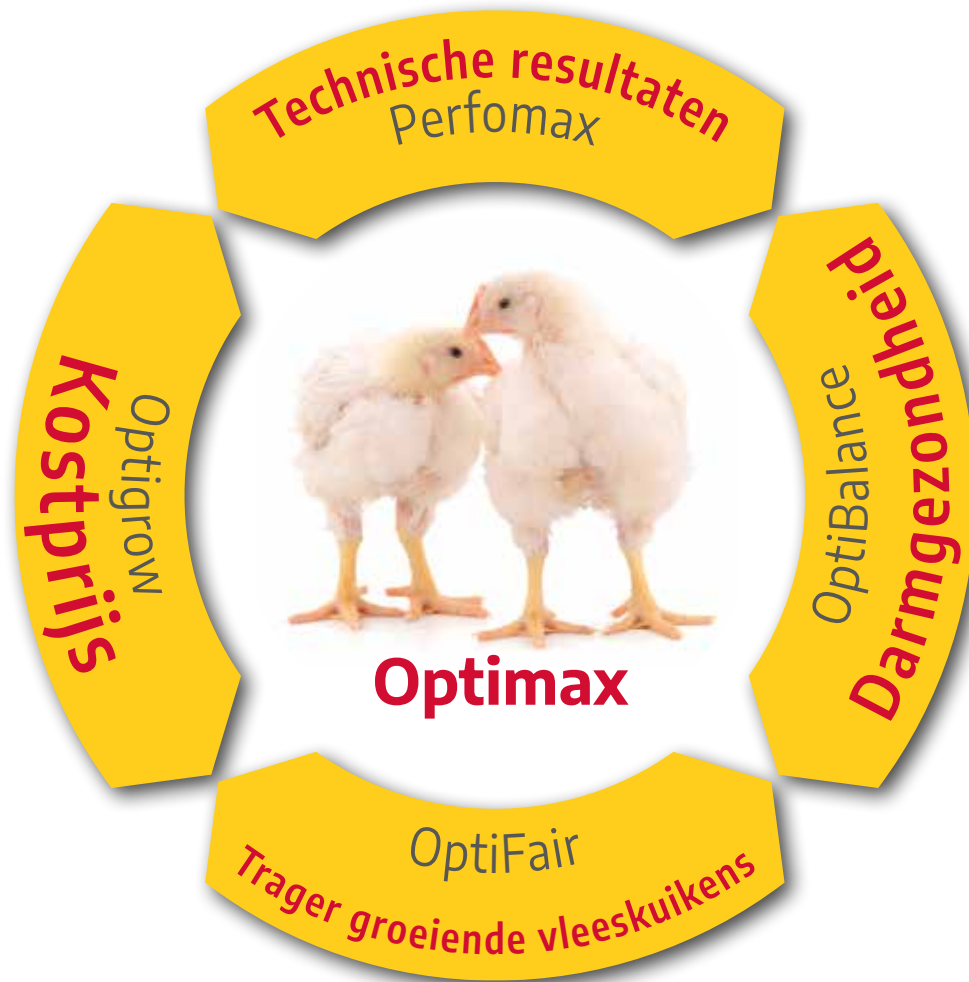 Technische resultaten
Perfomax
Darmgezondheid
OptiBalance
Kostprijs
Optigrow
Optimax
OptiFair
Trager groeiende vleeskuikens